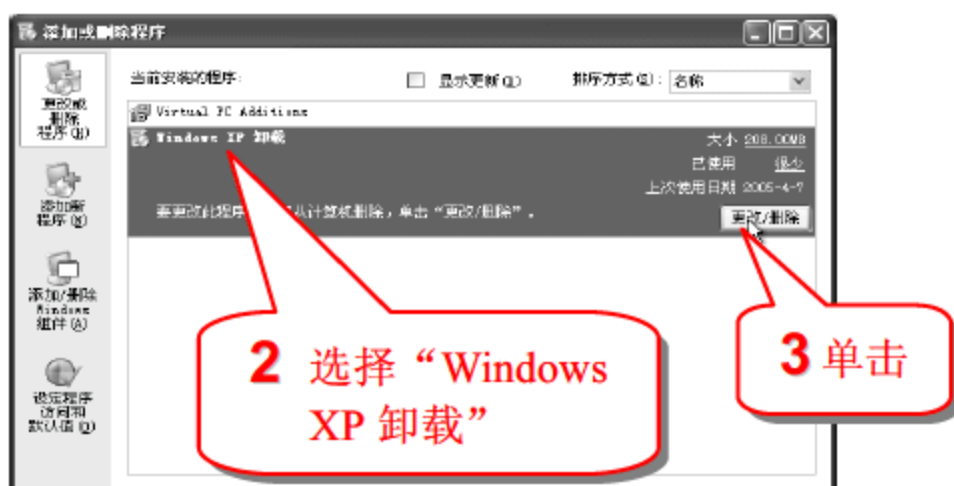 添加或删除程序
更改或
删除
程序(H)
当前安装的程序:
显示更新(D)
排序方式(S): 名称
Virtual PC Additions
Windows XP 卸载
大小 208.00MB
已使用 很少
上次使用日期 2005-4-7
要更改此程序 从计算机删除，单击“更改/删除”。
更改/删除
添加新
程序(N)
添加/删除
Windows
组件(A)
设定程序
访问和
默认值(O)
2 选择“Windows
XP 卸载”
3 单击